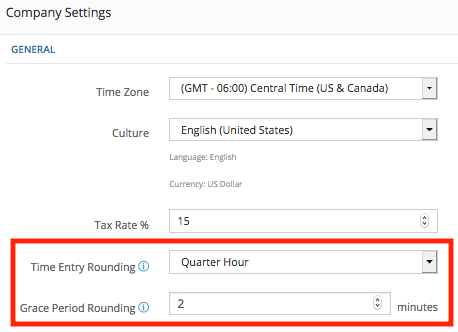 Company Settings
GENERAL
Time Zone (GMT - 06:00) Central Time (US & Canada)
Culture English (United States)
Language: English
Currency: US Dollar
Tax Rate % 15
Time Entry Rounding Quarter Hour
Grace Period Rounding 2 minutes